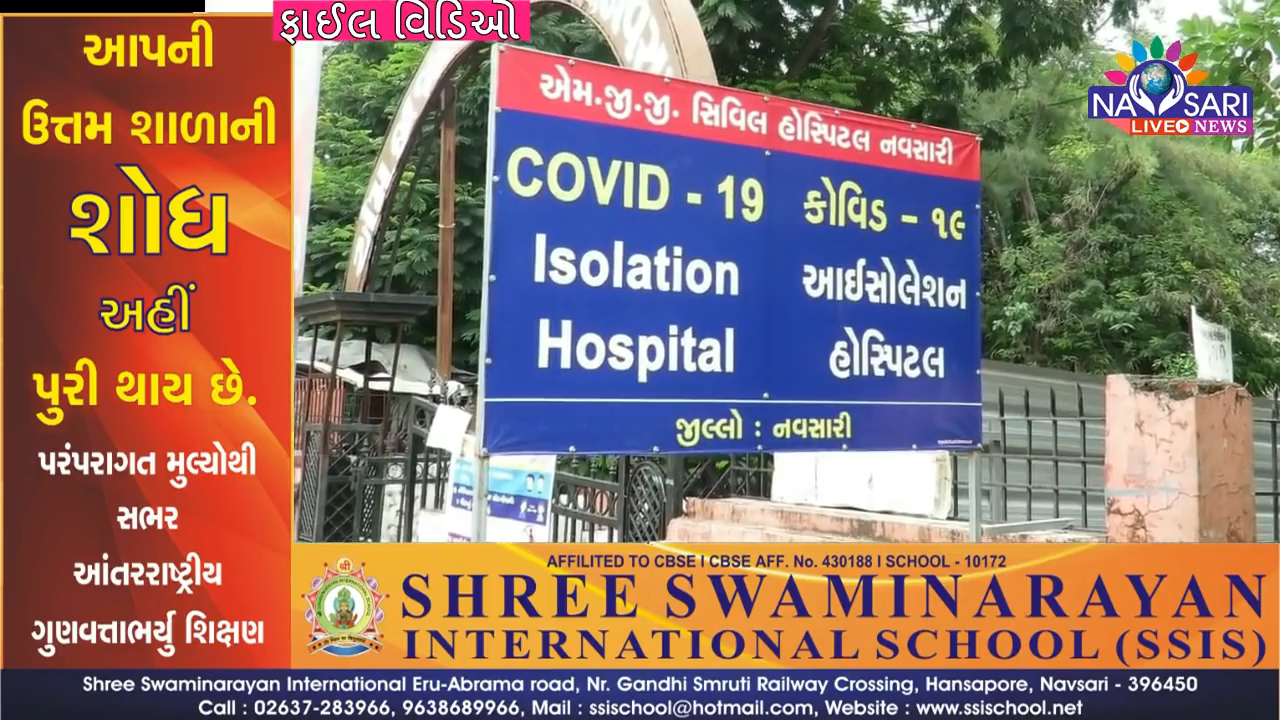 આપની
ઉત્તમ શાળાની
શોધ
અહીં
પુરી થાય છે.
પરંપરાગત મુલ્યોથી
સભર
આંતરરાષ્ટ્રીય
ગુણવત્તાભર્યુ શિક્ષણ
ફાઈલ વિડિઓ
NAVSARI
LIVE NEWS
એમ.જી.જી. સિવિલ હોસ્પિટલ નવસારી
COVID - 19 કોવિડ - ૧૯
Isolation આઈસોલેશન
Hospital હોસ્પિટલ
જીલ્લો : નવસારી
AFFILITED TO CBSE I CBSE AFF. No. 430188 I SCHOOL - 10172
SHREE SWAMINARAYAN
INTERNATIONAL SCHOOL (SSIS)
Shree Swaminarayan International Eru-Abrama road, Nr. Gandhi Smruti Railway Crossing, Hansapore, Navsari - 396450
Call : 02637-283966, 9638689966, Mail : ssischool@hotmail.com, Website : www.ssischool.net